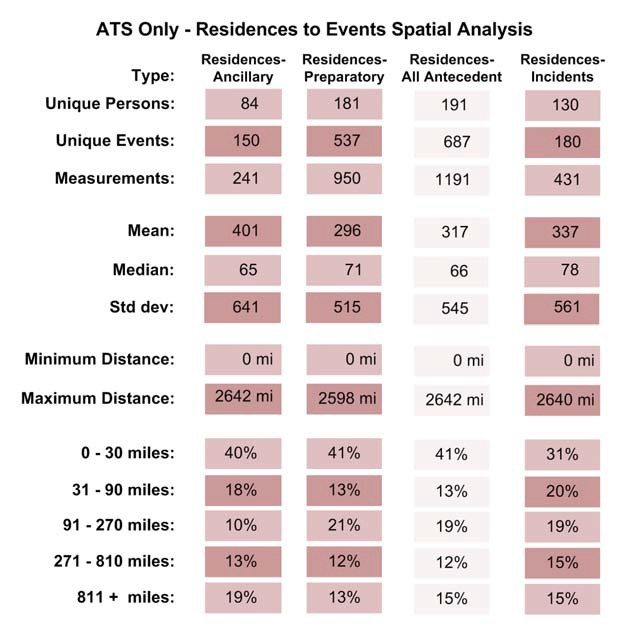 ATS Only - Residences to Events Spatial Analysis
Type: Residences-Ancillary Residences-Preparatory Residences-All Antecedent Residences-Incidents
Unique Persons: 84 181 191 130
Unique Events: 150 537 687 180
Measurements: 241 950 1191 431
Mean: 401 296 317 337
Median: 65 71 66 78
Std dev: 641 515 545 561
Minimum Distance: 0 mi 0 mi 0 mi 0 mi
Maximum Distance: 2642 mi 2598 mi 2642 mi 2640 mi
0 - 30 miles: 40% 41% 41% 31%
31 - 90 miles: 18% 13% 13% 20%
91 - 270 miles: 10% 21% 19% 19%
271 - 810 miles: 13% 12% 12% 15%
811 + miles: 19% 13% 15% 15%